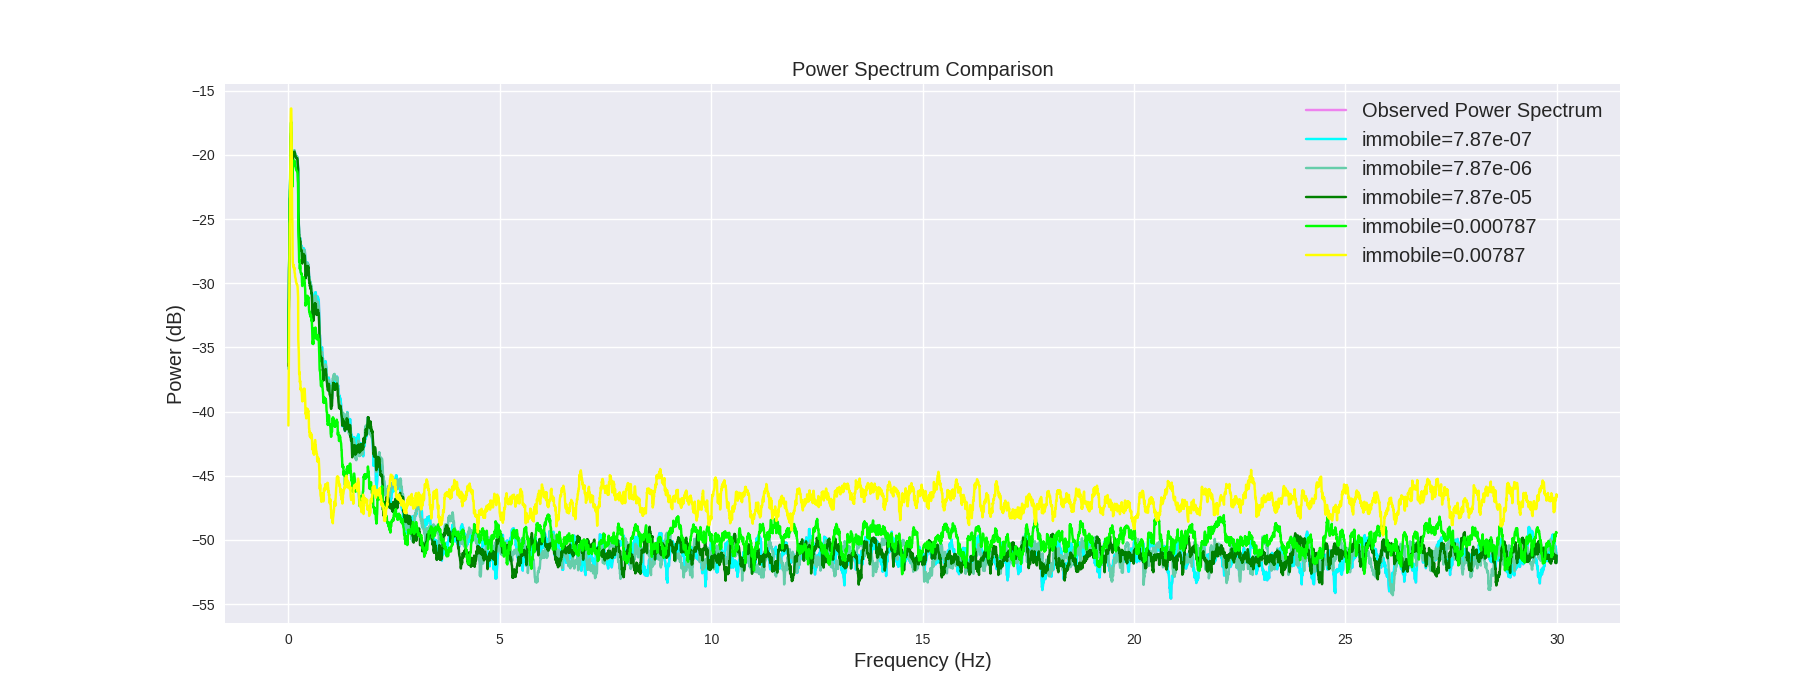 Power Spectrum Comparison
Power (dB)
−15
−20
−25
−30
−35
−40
−45
−50
−55
Observed Power Spectrum
immobile=7.87e-07
immobile=7.87e-06
immobile=7.87e-05
immobile=0.000787
immobile=0.00787
0 5 10 15 20 25 30
Frequency (Hz)